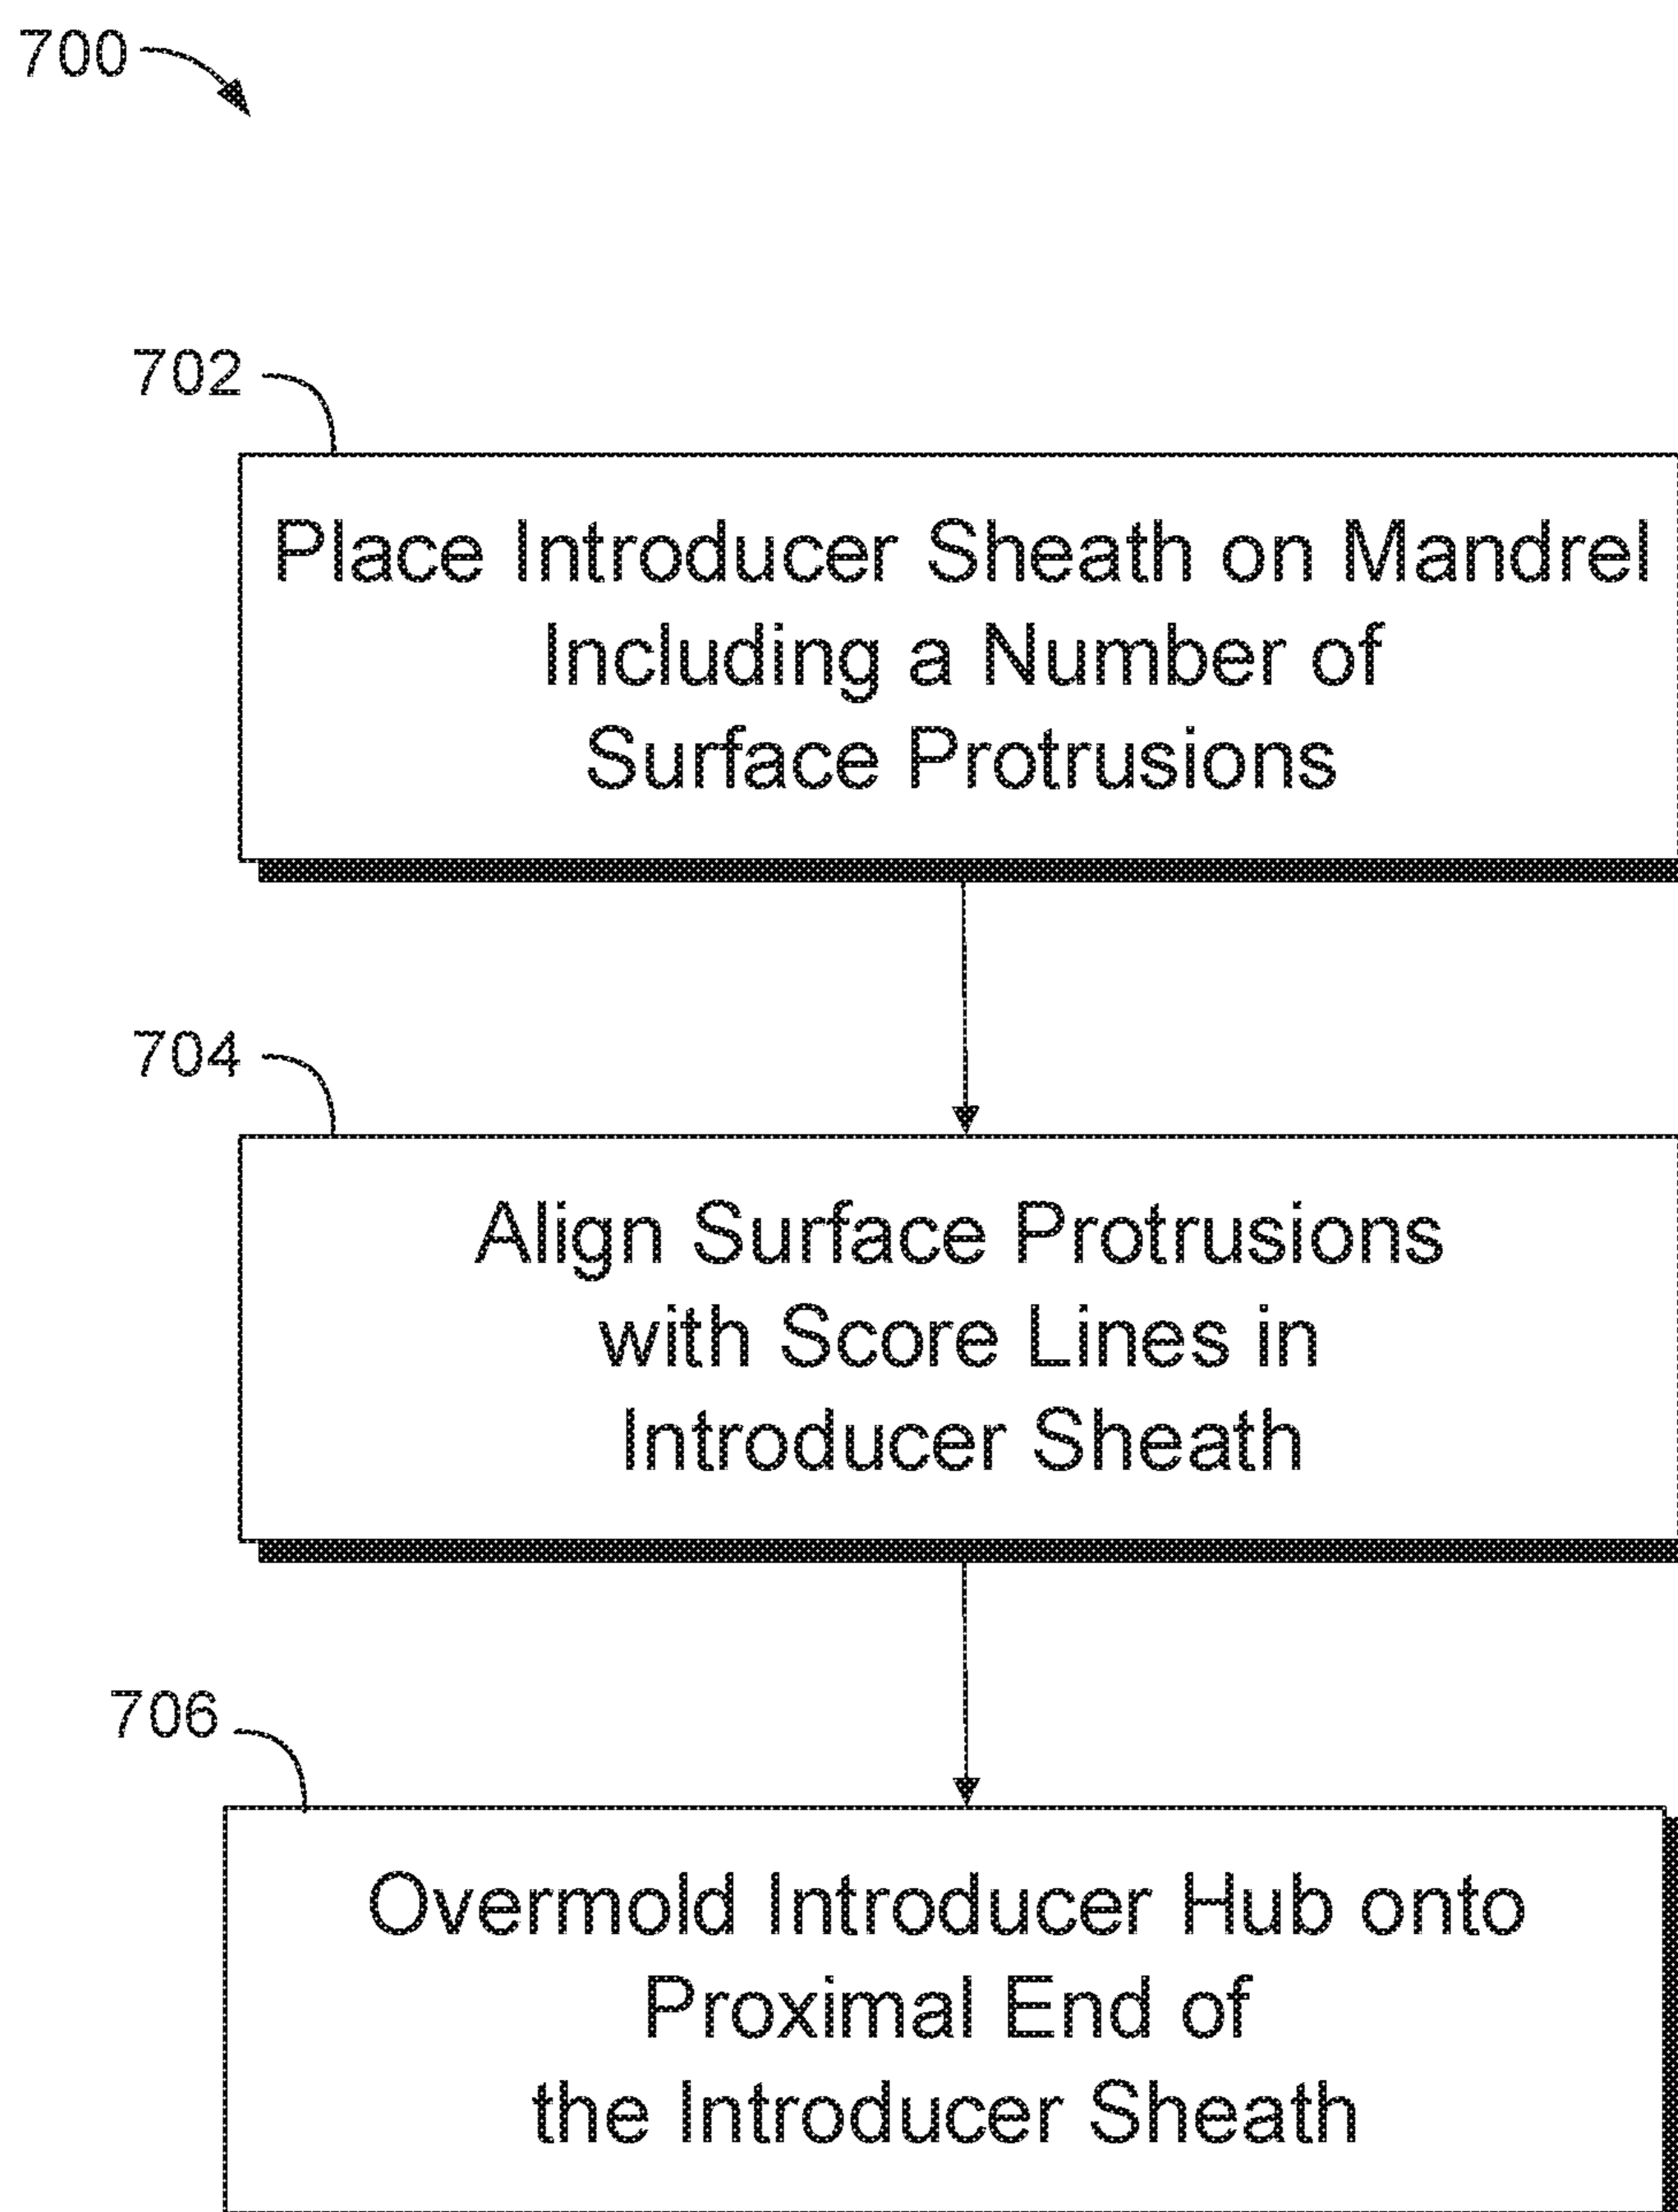 700
702
Place Introducer Sheath on Mandrel
Including a Number of
Surface Protrusions
704
Align Surface Protrusions
with Score Lines in
Introducer Sheath
706
Overmold Introducer Hub onto
Proximal End of
the Introducer Sheath